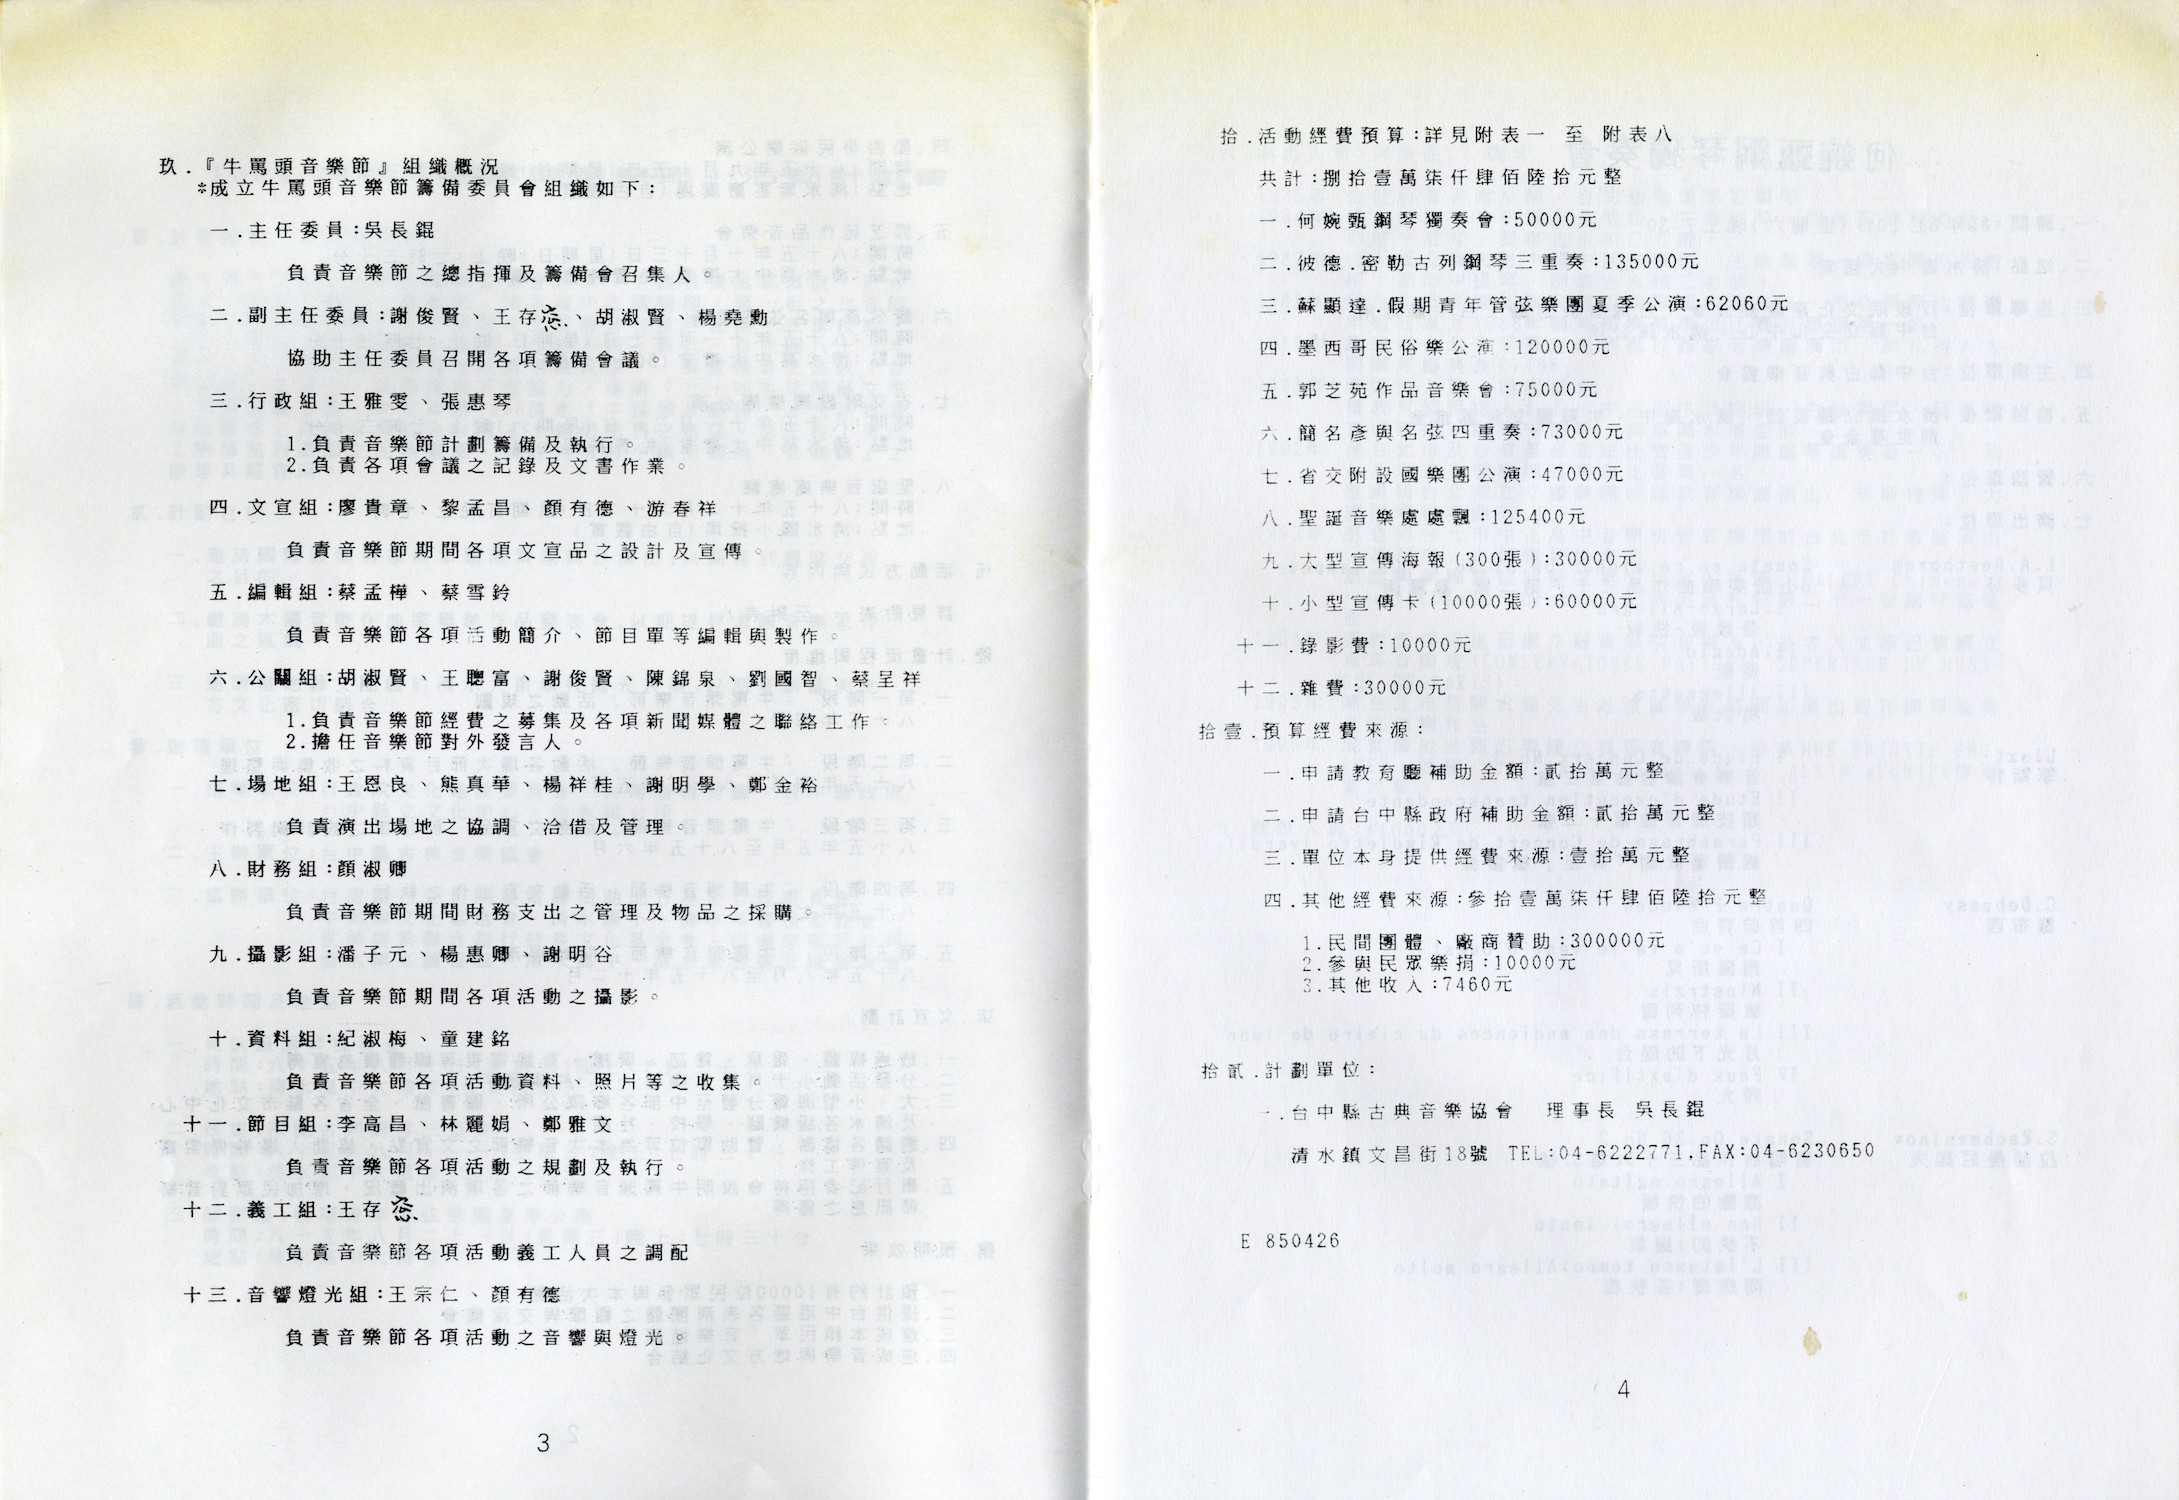 玖.『牛罵頭音樂節』組織概況
*成立牛罵頭音樂節籌備委員會組織如下:
一.主任委員:吳長錕
負責音樂節之總指揮及籌備會召集人。
二.副主任委員:謝俊賢、王存、胡淑賢、楊堯勳
協助主任委員召開各項籌備會議。
三.行政組:王雅雯、張惠琴
1.負責音樂節計劃籌備及執行。
2.負責各項會議之記錄及文書作業。
四.文宣組:廖貴章、黎孟昌、顏有德、游春祥
負責音樂節期間各項文宣品之設計及宣傳。
五.編輯組:蔡孟樺、蔡雪鈴
負責音樂節各項活動簡介、節目單等編輯與製作。
六.公關組:胡淑賢、王聰富、謝俊賢、陳錦泉、劉國智、蔡呈祥
1.負責音樂節經費之募集及各項新聞媒體之聯絡工作。
2.擔任音樂節對外發言人。
七.場地組:王恩良、熊真華、楊祥桂、謝明學、鄭金裕
負責演出場地之協調、洽借及管理。
八.財務組:顏淑卿
負責音樂節期間財務支出之管理及物品之採購。
九.攝影組:潘子元、楊惠卿、謝明谷
負責音樂節期間各項活動之攝影。
十.資料組:紀淑梅、童建銘
負責音樂節各項活動資料、照片等之收集。
十一.節目組:李高昌、林麗娟、鄭雅文
負責音樂節各項活動之規劃及執行。
十二.義工組:王存
負責音樂節各項活動義工人員之調配
十三.音響燈光組:王宗仁、顏有德
負責音樂節各項活動之音響與燈光。
3
拾.活動經費預算:詳見附表一 至 附表八
共計:捌拾壹萬柒仟肆佰陸拾元整
一.何婉甄鋼琴獨奏會:50000元
二.彼德.密勒古列鋼琴三重奏:135000元
三.蘇顯達.假期青年管弦樂團夏季公演:62060元
四.墨西哥民俗樂公演:120000元
五.郭芝苑作品音樂會:75000元
六.簡名彥與名弦四重奏:73000元
七.省交附設國樂團公演:47000元
八.聖誕音樂處處飄:125400元
九.大型宣傳海報(300張):30000元
十.小型宣傳卡(10000張):60000元
十一.錄影費:10000元
十二.雜費:30000元
拾壹.預算經費來源:
一.申請教育廳補助金額:貳拾萬元整
二.申請台中縣政府補助金額:貳拾萬元整
三.單位本身提供經費來源:壹拾萬元整
四.其他經費來源:參拾壹萬柒仟肆佰陸拾元整
1.民間團體、廠商贊助:300000元
2.參與民眾樂捐:10000元
3.其他收入:7460元
拾貳.計劃單位:
一.台中縣古典音樂協會 理事長 吳長錕
清水鎮文昌街18號 TEL:04-6222771,FAX:04-6230650
E 850426
4